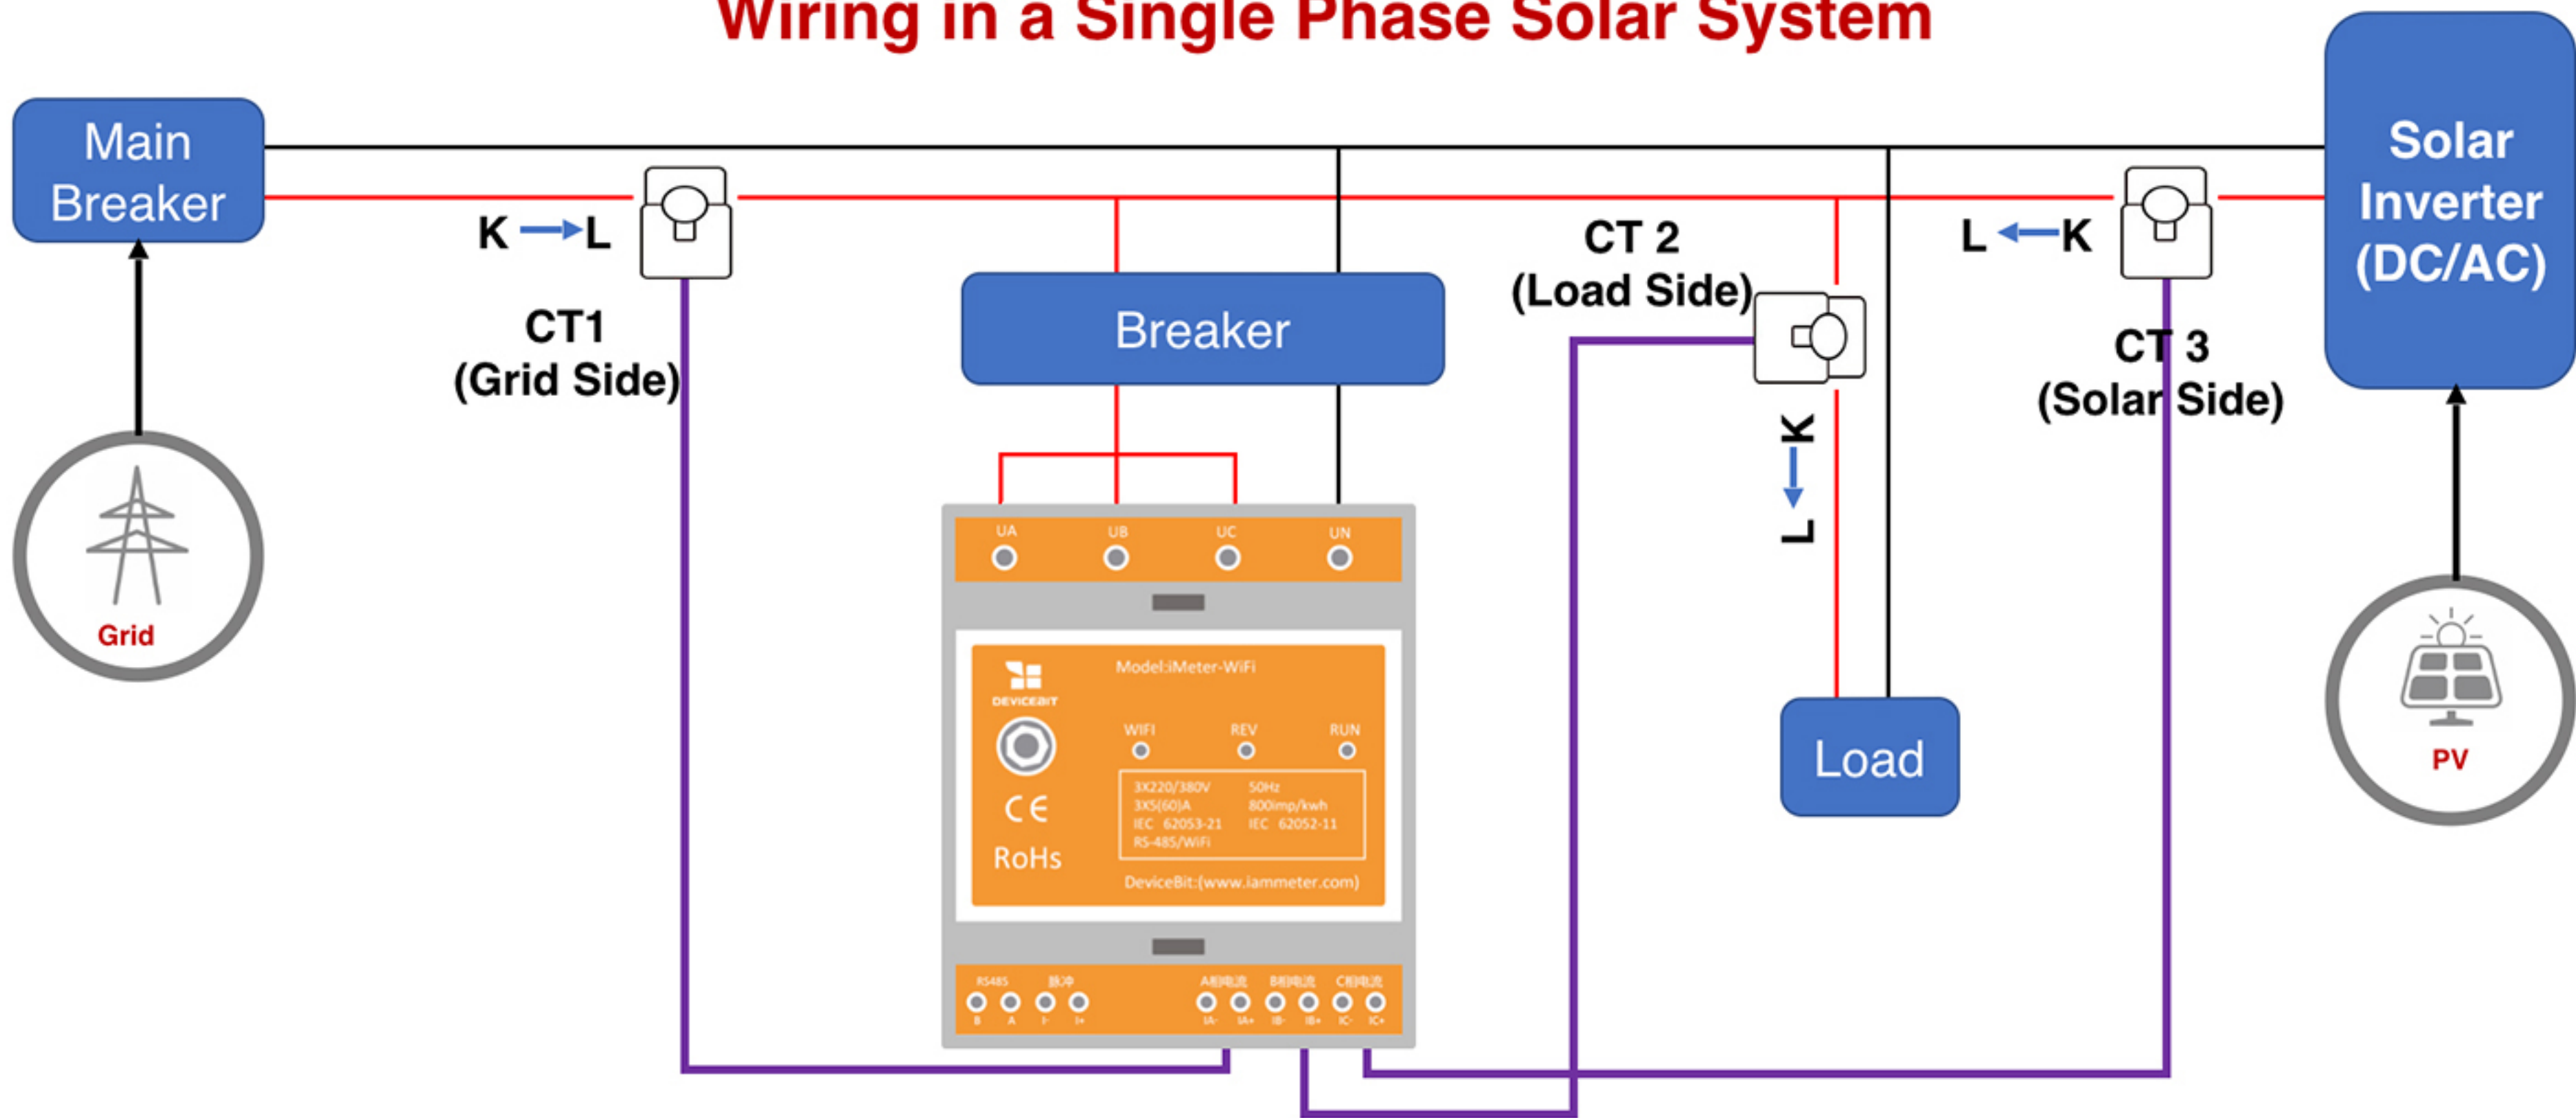 Wiring in a Single Phase Solar System
Main
Breaker
K
L
CT1
(Grid Side)
Grid
Breaker
CT 2
(Load Side)
K
L
L
K
CT 3
(Solar Side)
Solar
Inverter
(DC/AC)
Load
PV
UA
UB
UC
UN
DEVICEBIT
Model:iMeter-WiFi
WIFI
REV
RUN
3X220/380V 50Hz
3X5(60)A 800imp/kwh
IEC 62053-21 IEC 62052-11
RS-485/WiFi
CE
RoHs
DeviceBit:(www.iammeter.com)
RS485 脉冲 A相电流 B相电流 C相电流
B A I- I+ IA- IA+ IB- IB+ IC- IC+